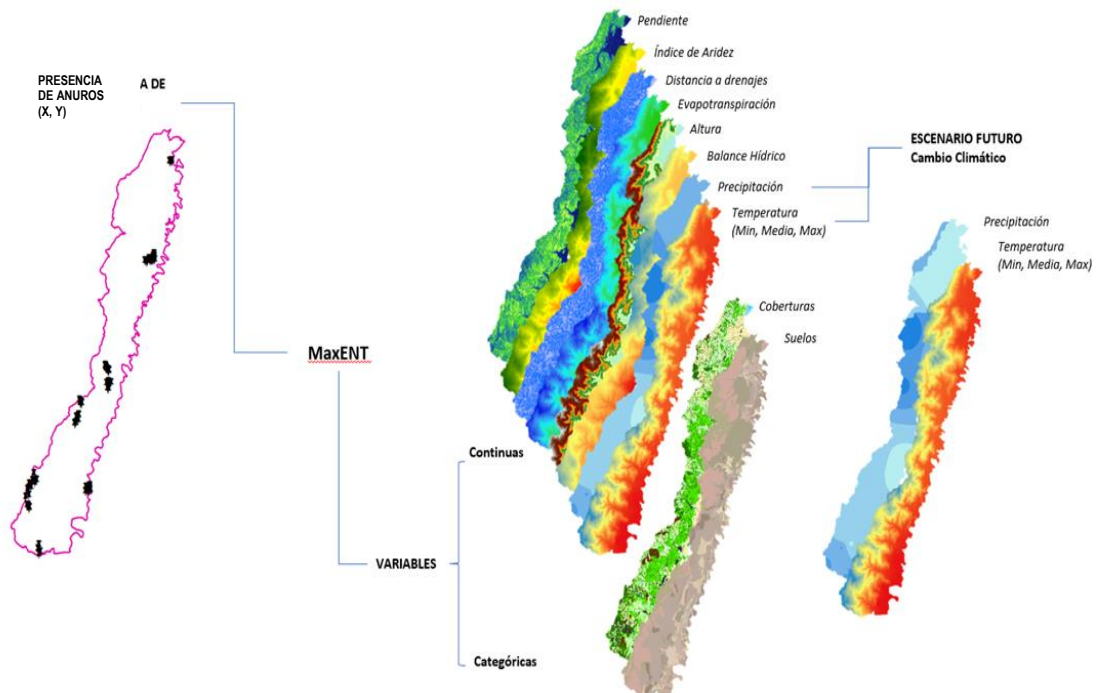 PRESENCIA
DE ANUROS
(X, Y)
A DE
MaxENT
VARIABLES
Continuas
Categóricas
Pendiente
Índice de Aridez
Distancia a drenajes
Evapotranspiración
Altura
Balance Hídrico
Precipitación
Temperatura
(Min, Media, Max)
Coberturas
Suelos
ESCENARIO FUTURO
Cambio Climático
Precipitación
Temperatura
(Min, Media, Max)